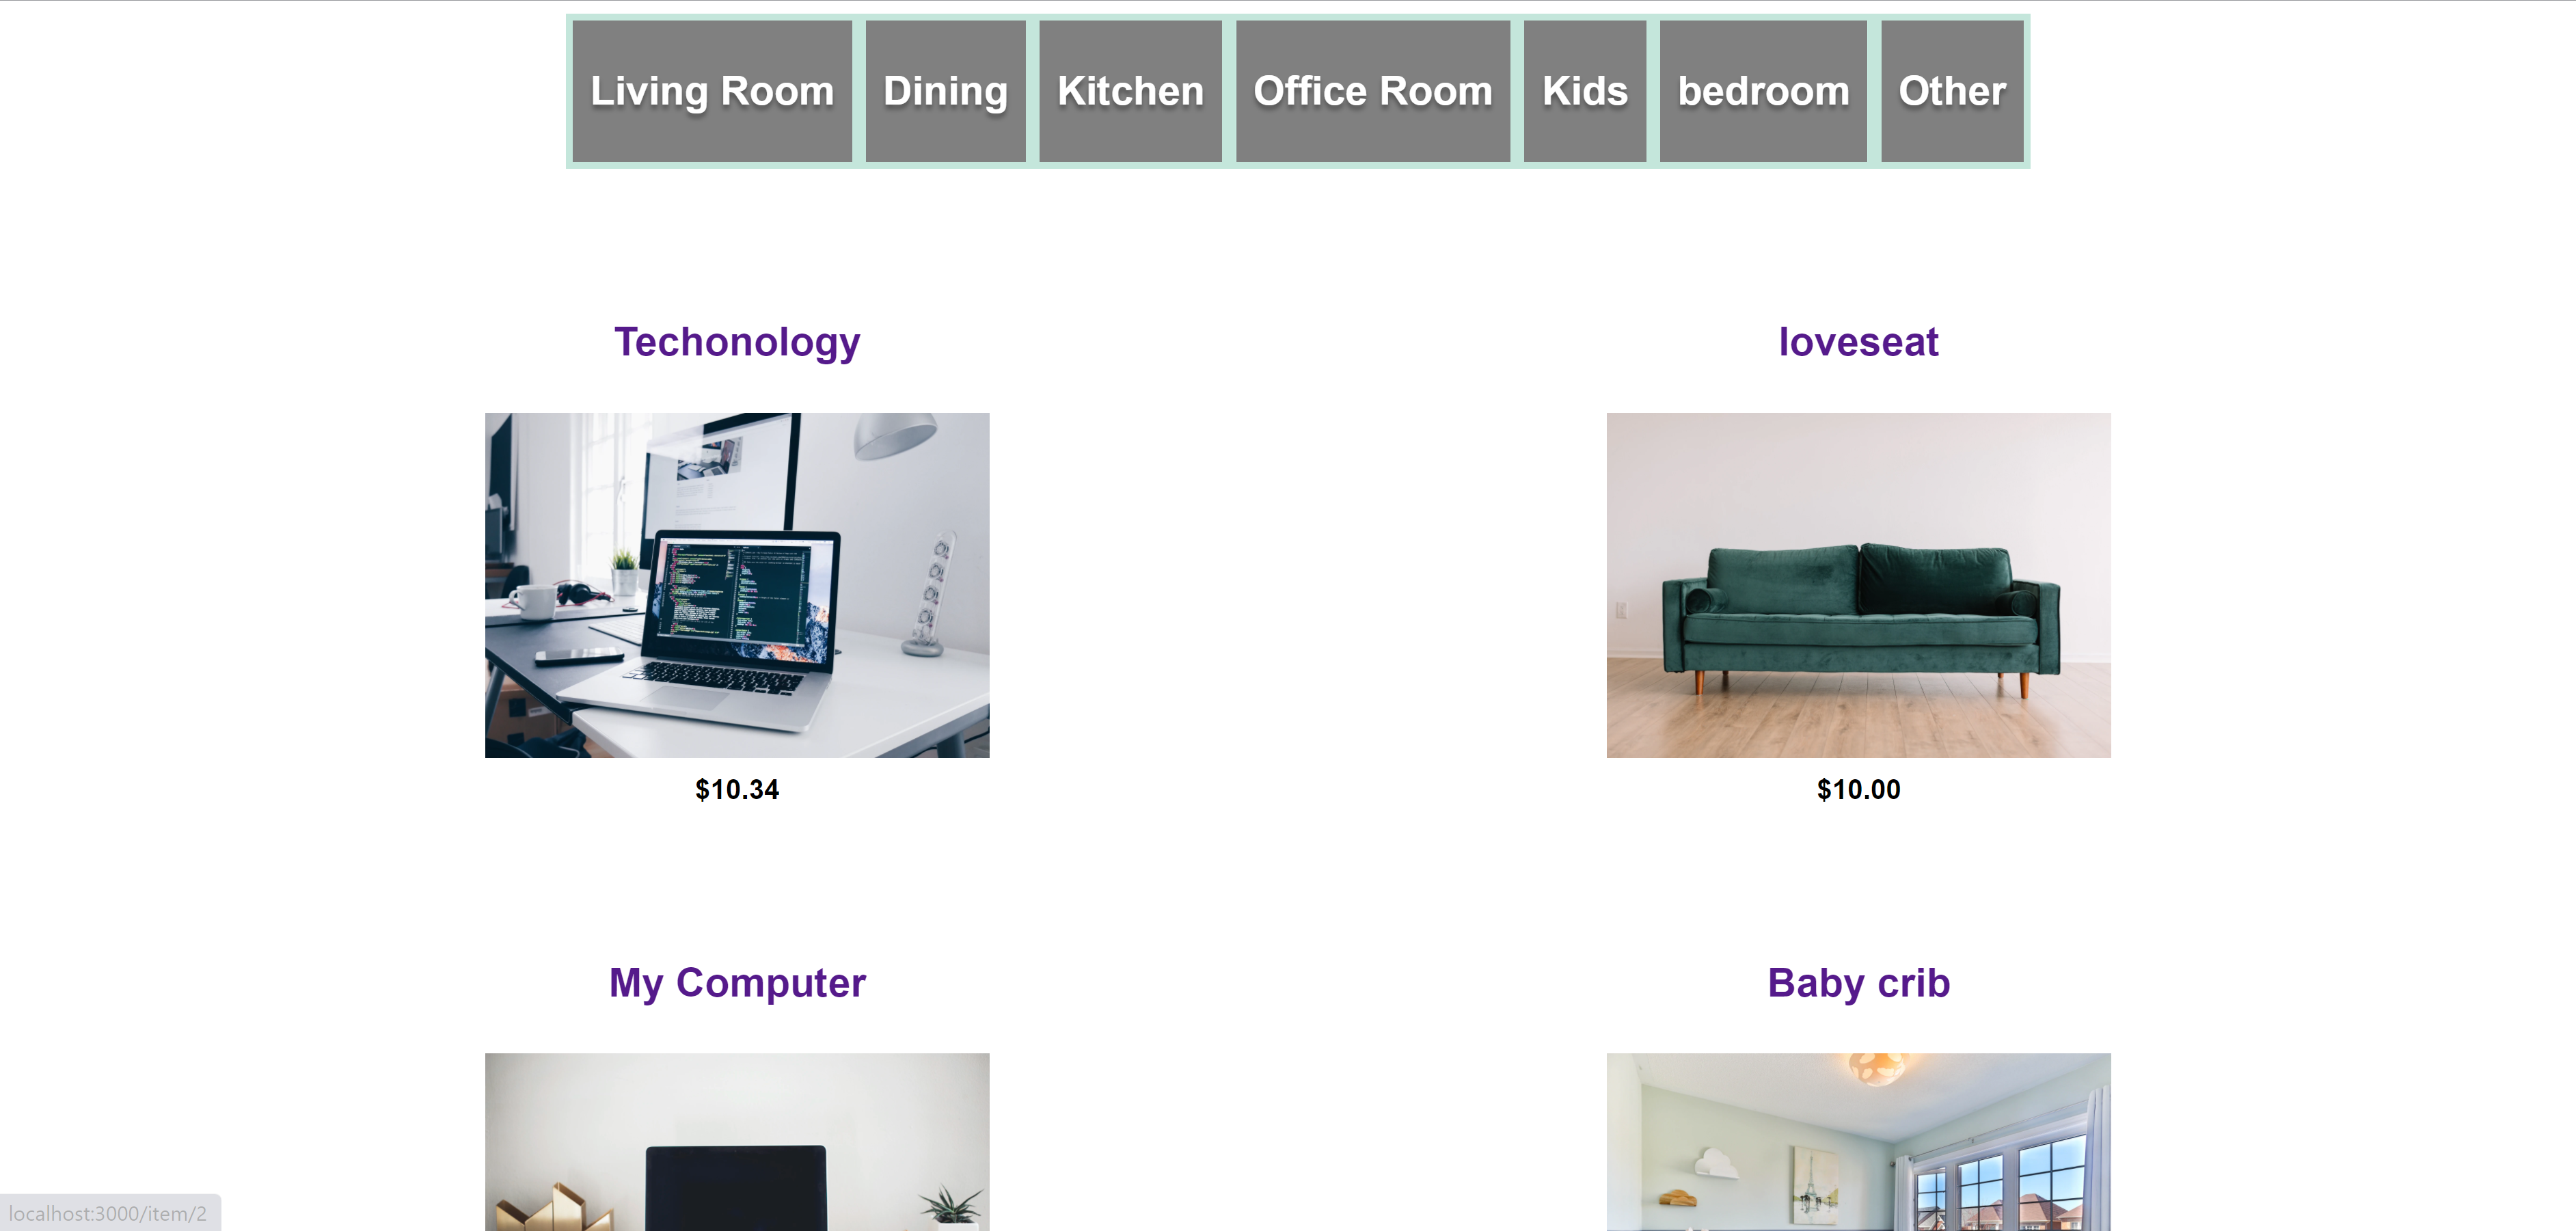 Living Room Dining Kitchen Office Room Kids bedroom Other
Techonology
loveseat
$10.34
$10.00
My Computer
Baby crib
localhost:3000/item/2